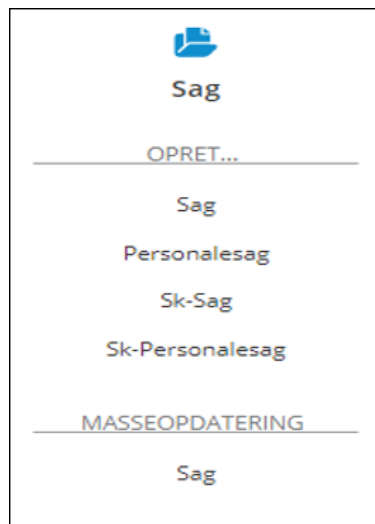 Sag
OPRET...
Sag
Personalesag
Sk-Sag
Sk-Personalesag
MASSEOPDATERING
Sag